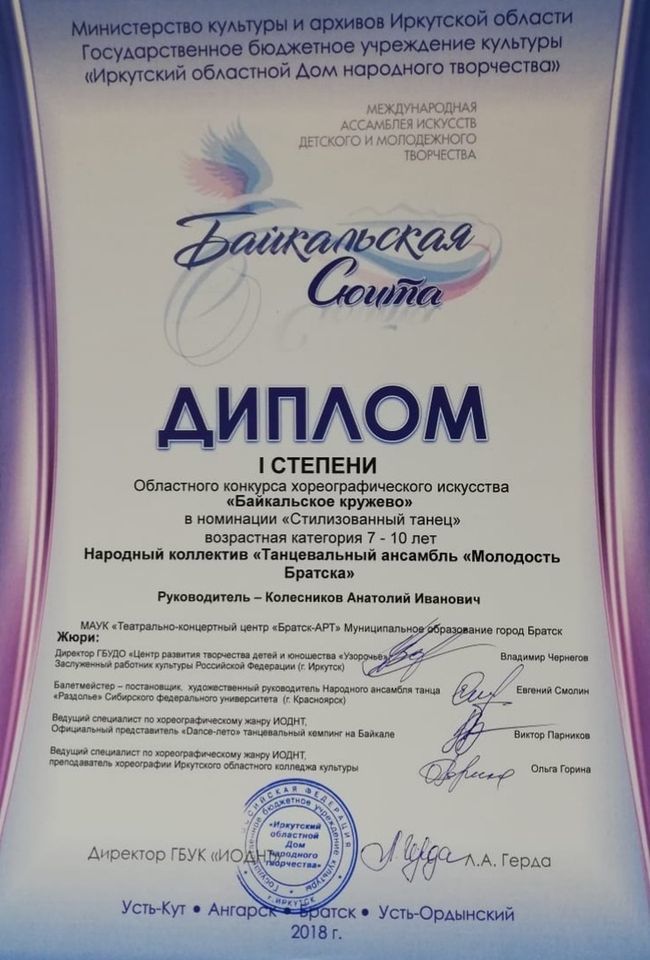 Министерство культуры и архивов Иркутской области
Государственное бюджетное учреждение культуры
«Иркутский областной Дом народного творчества»
МЕЖДУНАРОДНАЯ
АССАМБЛЕЯ ИСКУССТВ
ДЕТСКОГО И МОЛОДЕЖНОГО
ТВОРЧЕСТВА
Байкальская
Сюита
ДИПЛОМ
I СТЕПЕНИ
Областного конкурса хореографического искусства
«Байкальское кружево»
в номинации «Стилизованный танец»
возрастная категория 7 - 10 лет
Народный коллектив «Танцевальный ансамбль «Молодость
Братска»
Руководитель – Колесников Анатолий Иванович
МАУК «Театрально-концертный центр «Братск-АРТ» Муниципальное образование город Братск
Жюри:
Директор ГБУДО «Центр развития творчества детей и юношества «Узорочье»
Заслуженный работник культуры Российской Федерации (г. Иркутск)
Владимир Чернегов
Балетмейстер – постановщик, художественный руководитель Народного ансамбля танца
«Раздолье» Сибирского федерального университета (г. Красноярск)
Евгений Смолин
Ведущий специалист по хореографическому жанру ИОДНТ,
Официальный представитель «Dance-лето» танцевальный кемпинг на Байкале
Виктор Парников
Ведущий специалист по хореографическому жанру ИОДНТ,
преподаватель хореографии Иркутского областного колледжа культуры
Ольга Горина
РОССИЙСКАЯ ФЕДЕРАЦИЯ
Государственное бюджетное учреждение культуры
«Иркутский
областной
Дом
народного
творчества»
г. ИРКУТСК
Директор ГБУК «ИОДНТ»
Л.А. Герда
Усть-Кут • Ангарск • Братск • Усть-Ордынский
2018 г.